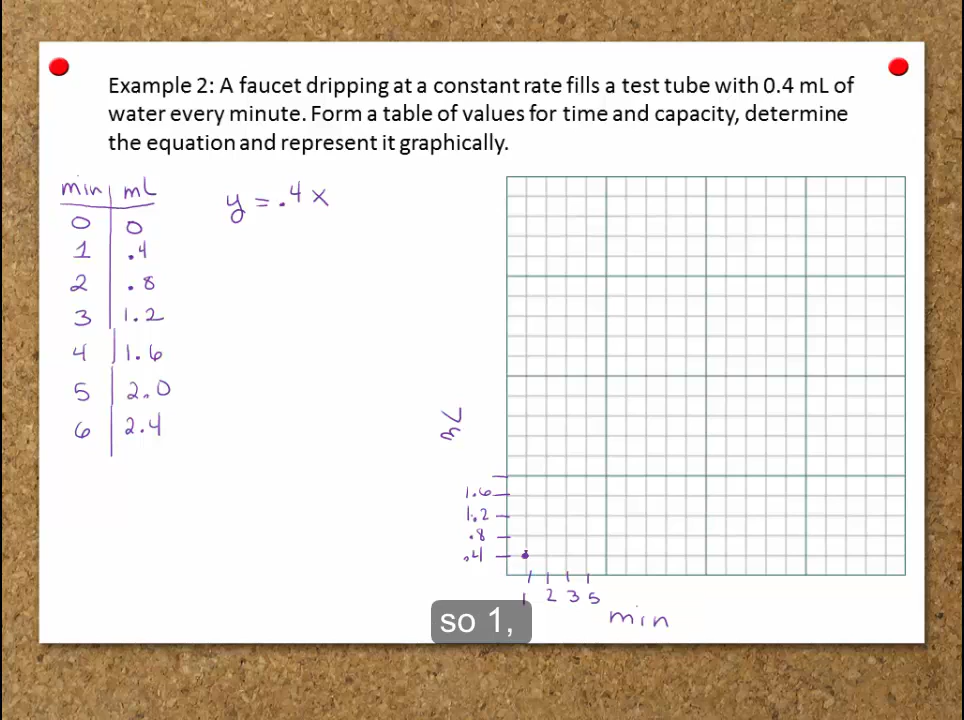 Example 2: A faucet dripping at a constant rate fills a test tube with 0.4 mL of
water every minute. Form a table of values for time and capacity, determine
the equation and represent it graphically.
min mL
y = .4 x
0 0
1 .4
2 .8
3 1.2
4 1.6
5 2.0
6 2.4
mL
1.6
1.2
.8
.4
1 2 3 5
min
so 1,